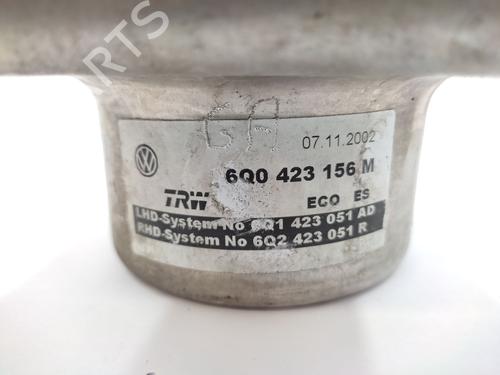 PARTS
GA
07.11.2002
6Q0 423 156 M
TRW ECO ES
LHD-System No 6Q1 423 051 AD
RHD-System No 6Q2 423 051 R